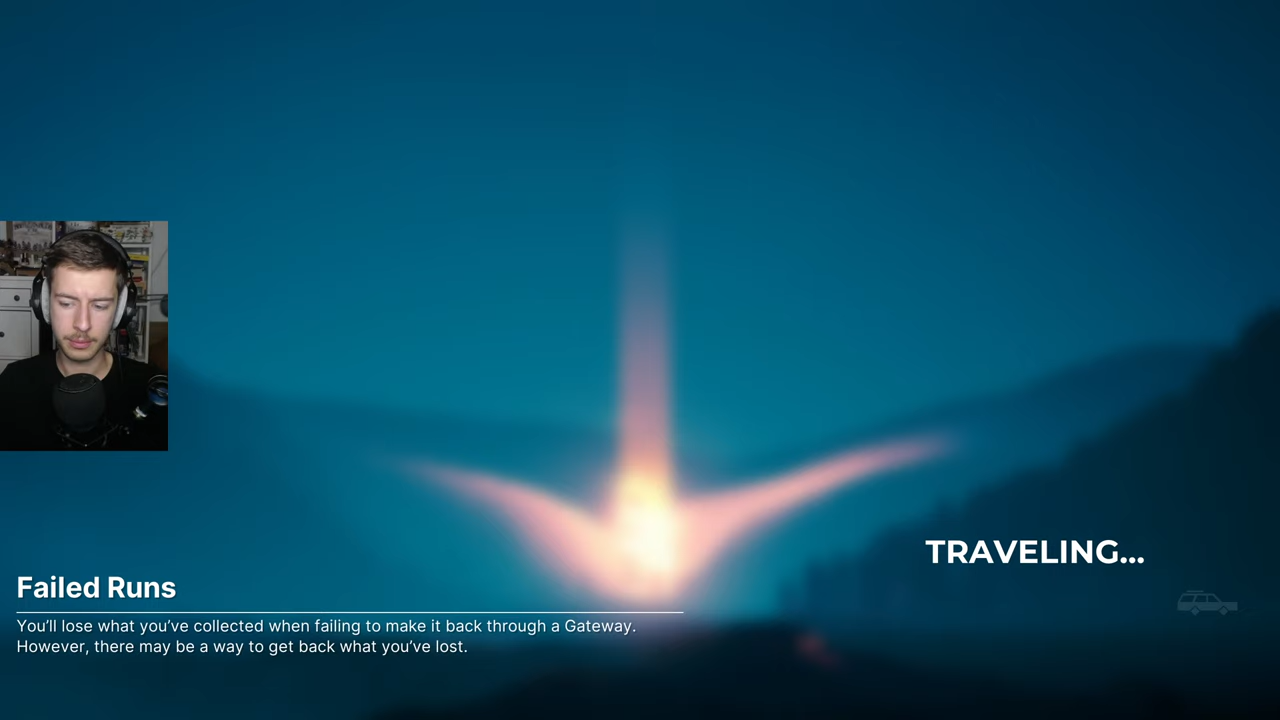 TRAVELING...
Failed Runs
You'll lose what you've collected when failing to make it back through a Gateway.
However, there may be a way to get back what you've lost.